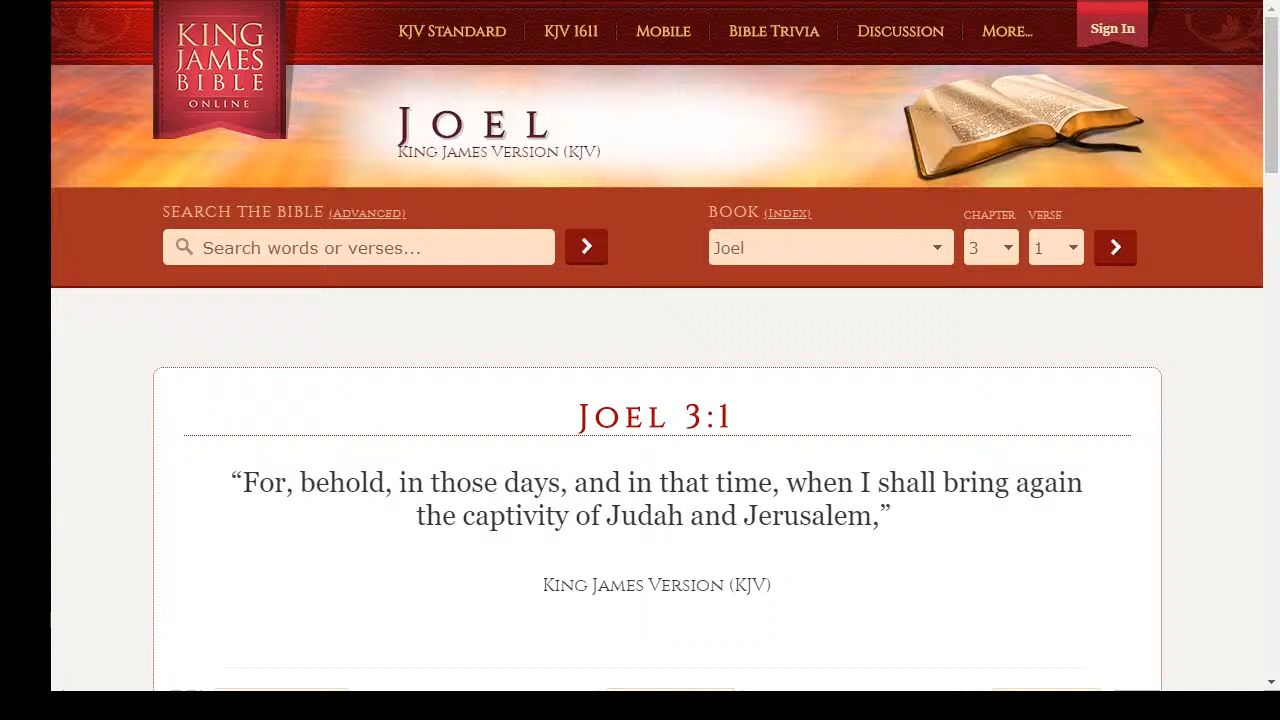 KING
JAMES
BIBLE
ONLINE
KJV Standard
KJV 1611
Mobile
Bible Trivia
Discussion
More...
Sign In
Joel
King James Version (KJV)
SEARCH THE BIBLE (Advanced)
Search words or verses...
BOOK (Index)
CHAPTER
VERSE
Joel
3
1
Joel 3:1
“For, behold, in those days, and in that time, when I shall bring again
the captivity of Judah and Jerusalem,”
King James Version (KJV)